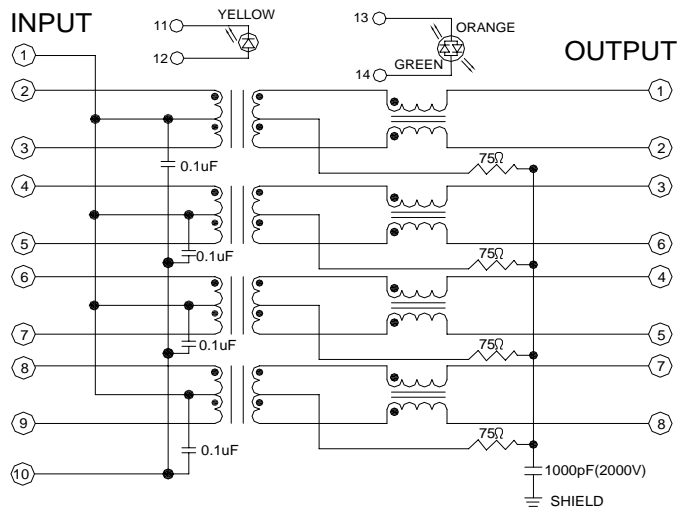 INPUT
11
YELLOW
12
13
ORANGE
GREEN
14
OUTPUT
1
2
1
3
0.1uF
75Ω
2
4
3
5
0.1uF
75Ω
6
6
4
7
0.1uF
75Ω
5
8
7
9
0.1uF
75Ω
8
10
1000pF(2000V)
SHIELD